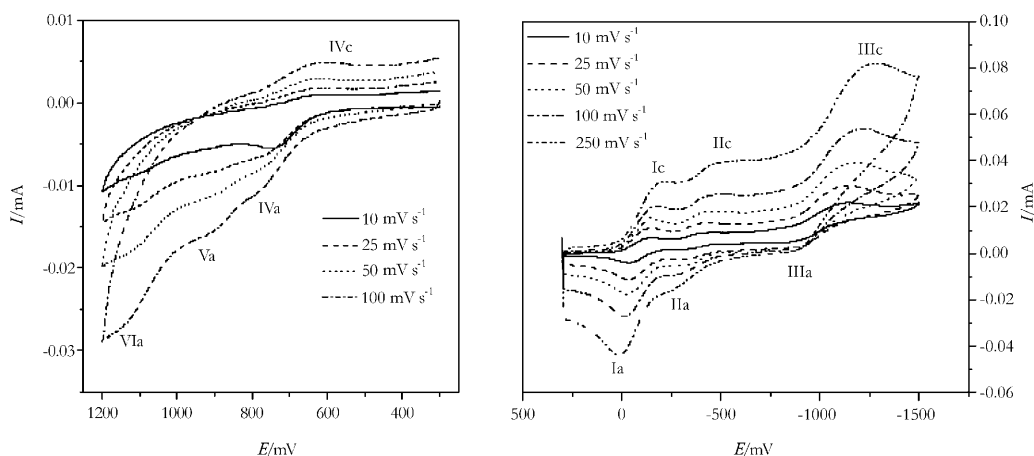 0.01
0.00
-0.01
-0.02
-0.03
I/mA
IVc
IVa
Va
VIa
10 mV s⁻¹
25 mV s⁻¹
50 mV s⁻¹
100 mV s⁻¹
1200
1000
800
600
400
E/mV
10 mV s⁻¹
25 mV s⁻¹
50 mV s⁻¹
100 mV s⁻¹
250 mV s⁻¹
IIIc
IIc
Ic
IIIa
IIa
Ia
0.10
0.08
0.06
0.04
0.02
0.00
-0.02
-0.04
-0.06
I/mA
500
0
-500
-1000
-1500
E/mV